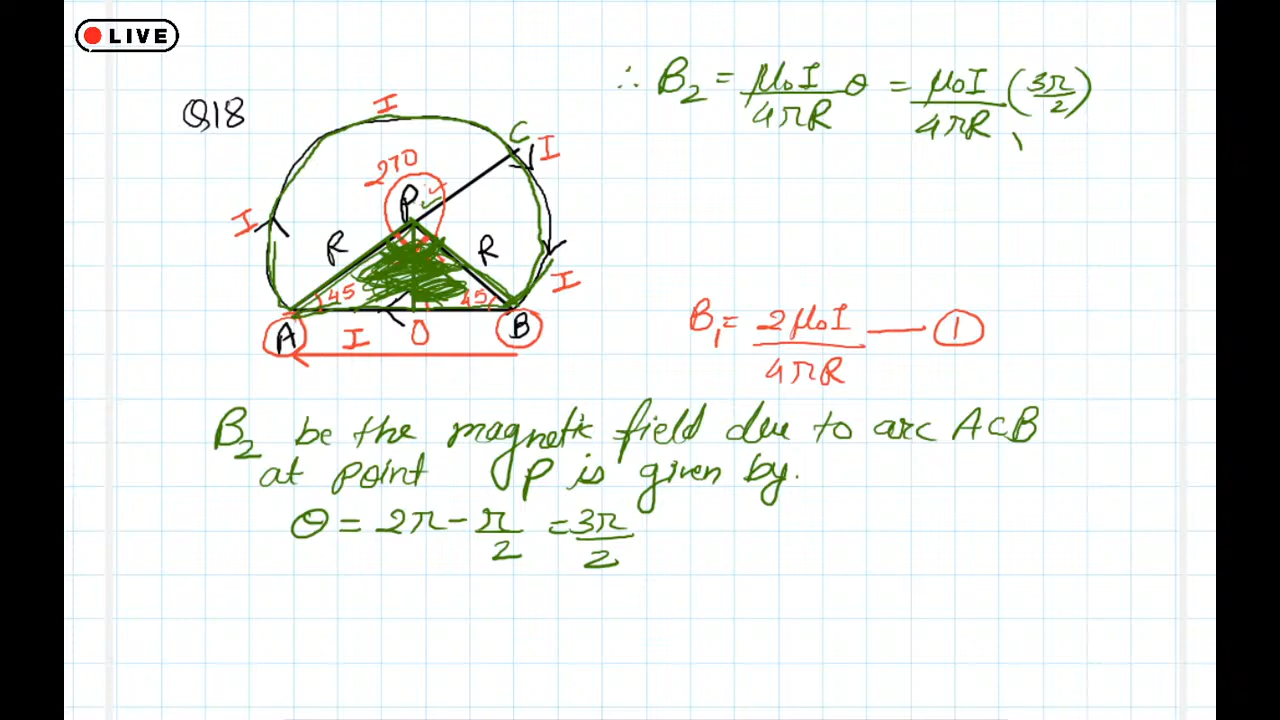 LIVE
∴ B₂ = μ₀I/4πR θ = μ₀I/4πR (3π/2)
Q18
I
C I
270
P
I
R R
I
45 45
A I O B
B₁ = 2μ₀I/4πR — ①
B₂ be the magnetic field due to arc ACB
at point P is given by.
θ = 2π - π/2 = 3π/2